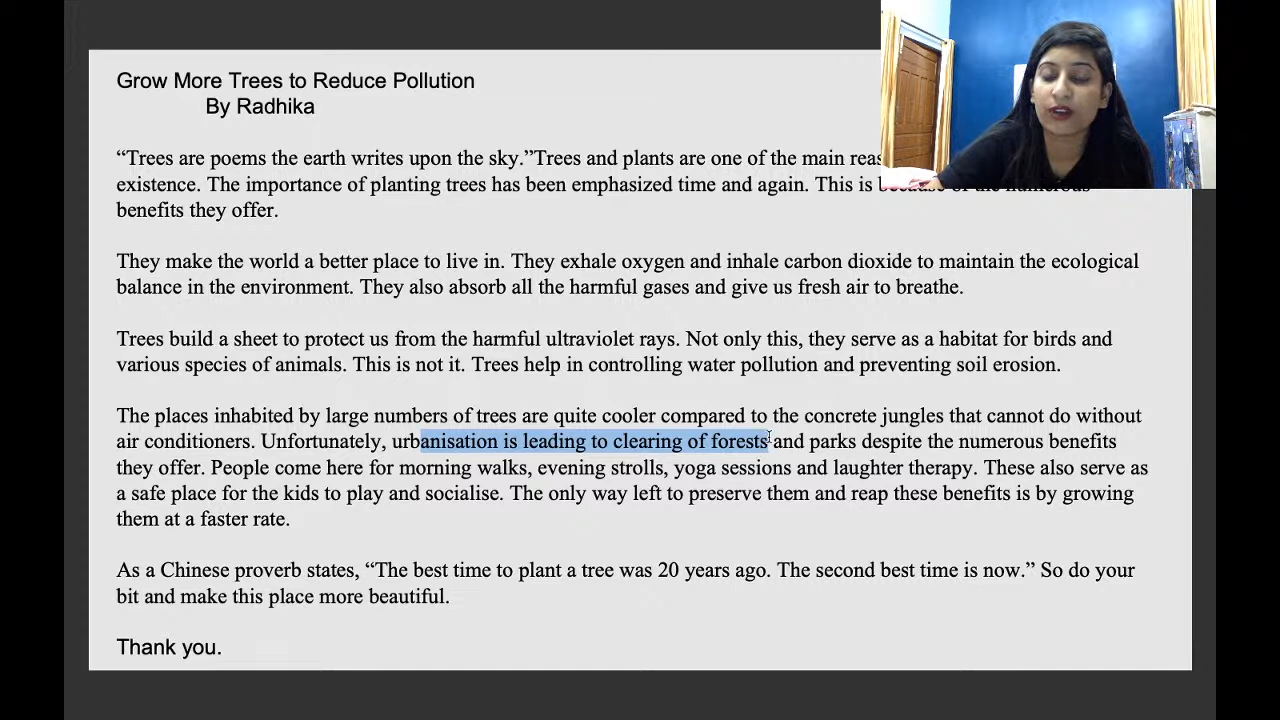 Grow More Trees to Reduce Pollution
By Radhika
“Trees are poems the earth writes upon the sky.”Trees and plants are one of the main
existence. The importance of planting trees has been emphasized time and again. This is because of the numerous
benefits they offer.
They make the world a better place to live in. They exhale oxygen and inhale carbon dioxide to maintain the ecological
balance in the environment. They also absorb all the harmful gases and give us fresh air to breathe.
Trees build a sheet to protect us from the harmful ultraviolet rays. Not only this, they serve as a habitat for birds and
various species of animals. This is not it. Trees help in controlling water pollution and preventing soil erosion.
The places inhabited by large numbers of trees are quite cooler compared to the concrete jungles that cannot do without
air conditioners. Unfortunately, urbanisation is leading to clearing of forests and parks despite the numerous benefits
they offer. People come here for morning walks, evening strolls, yoga sessions and laughter therapy. These also serve as
a safe place for the kids to play and socialise. The only way left to preserve them and reap these benefits is by growing
them at a faster rate.
As a Chinese proverb states, “The best time to plant a tree was 20 years ago. The second best time is now.” So do your
bit and make this place more beautiful.
Thank you.